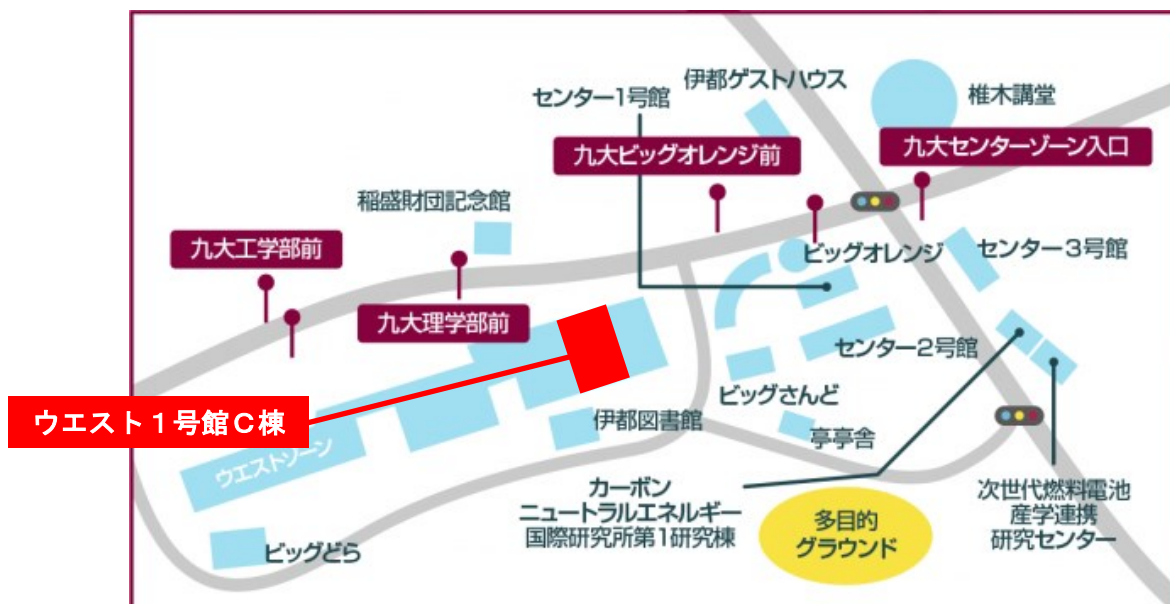 伊都ゲストハウス
センター1号館
椎木講堂
九大ビッグオレンジ前
九大センターゾーン入口
稲盛財団記念館
九大工学部前
ビッグオレンジ
センター3号館
九大理学部前
センター2号館
ビッグさんど
ウエスト１号館Ｃ棟
伊都図書館
亭亭舎
ウエストゾーン
カーボン
ニュートラルエネルギー
国際研究所第1研究棟
多目的
グラウンド
次世代燃料電池
産学連携
研究センター
ビッグどら